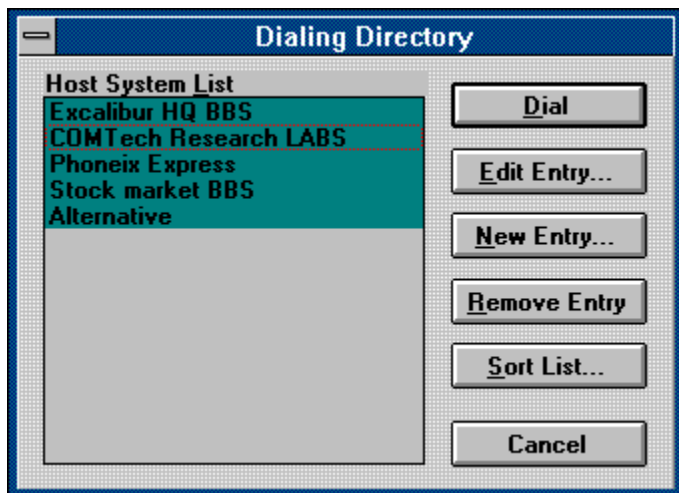 Dialing Directory
Host System List
Excalibur HQ BBS
COMTech Research LABS
Phoneix Express
Stock market BBS
Alternative
Dial
Edit Entry...
New Entry...
Remove Entry
Sort List...
Cancel